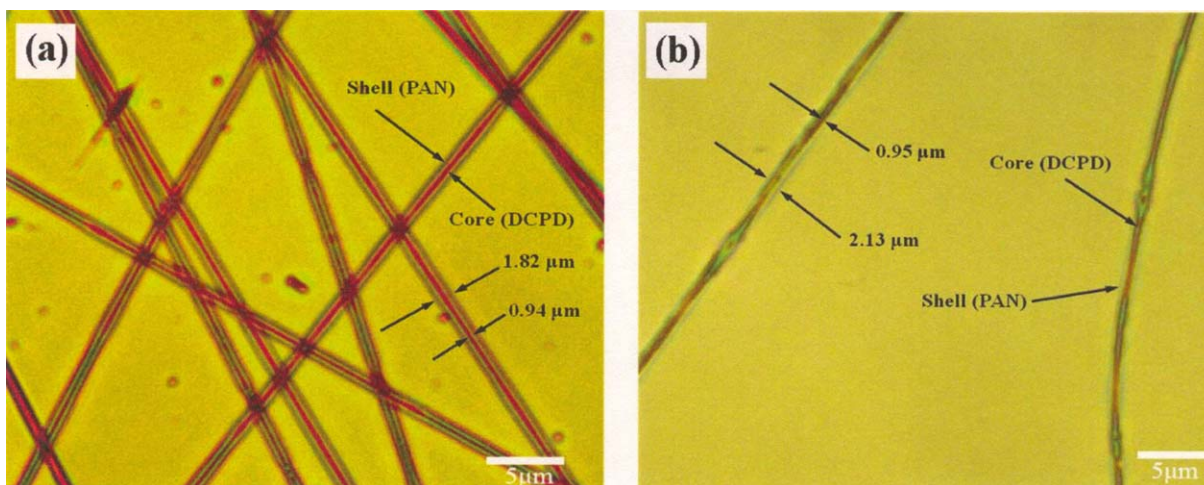 (a)
Shell (PAN)
Core (DCPD)
1.82 µm
0.94 µm
5µm
(b)
0.95 µm
Core (DCPD)
2.13 µm
Shell (PAN)
5µm